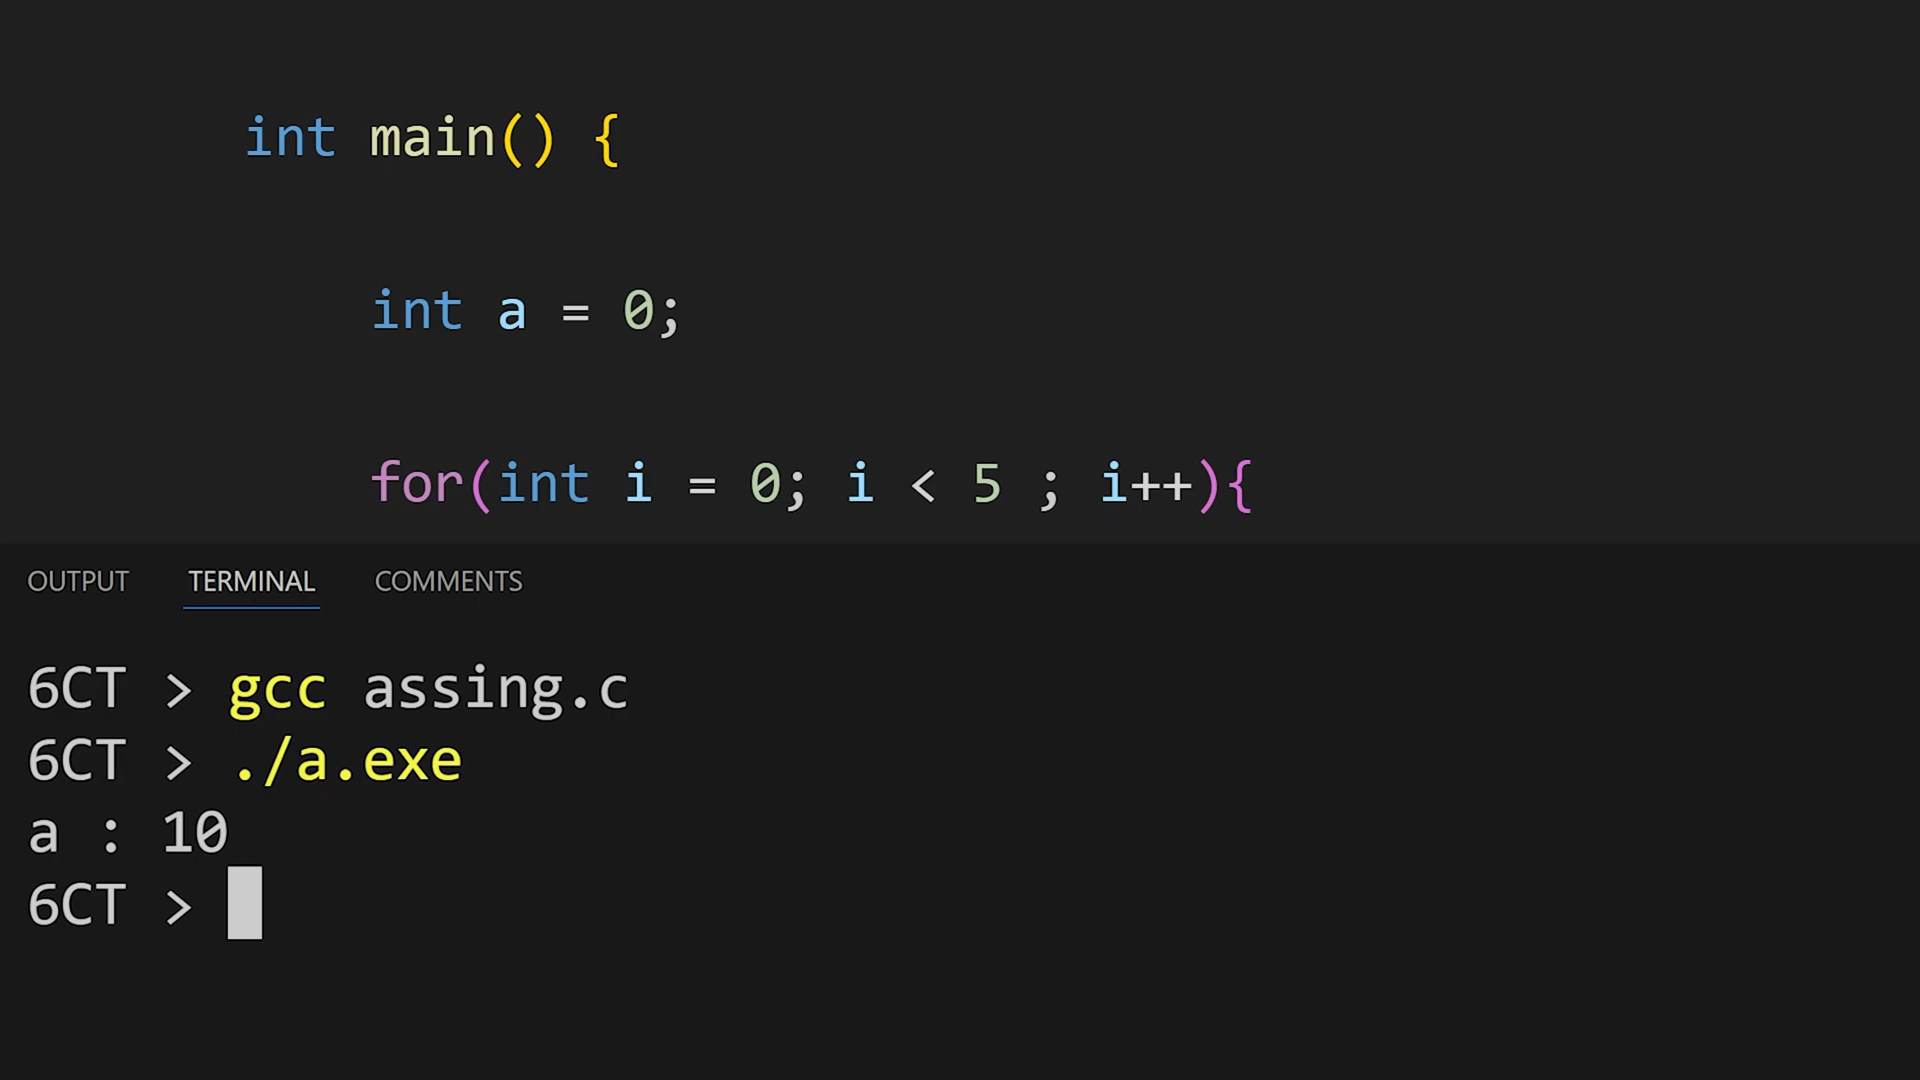 int main() {
int a = 0;
for(int i = 0; i < 5 ; i++){
OUTPUT TERMINAL COMMENTS
6CT > gcc assing.c
6CT > ./a.exe
a : 10
6CT >